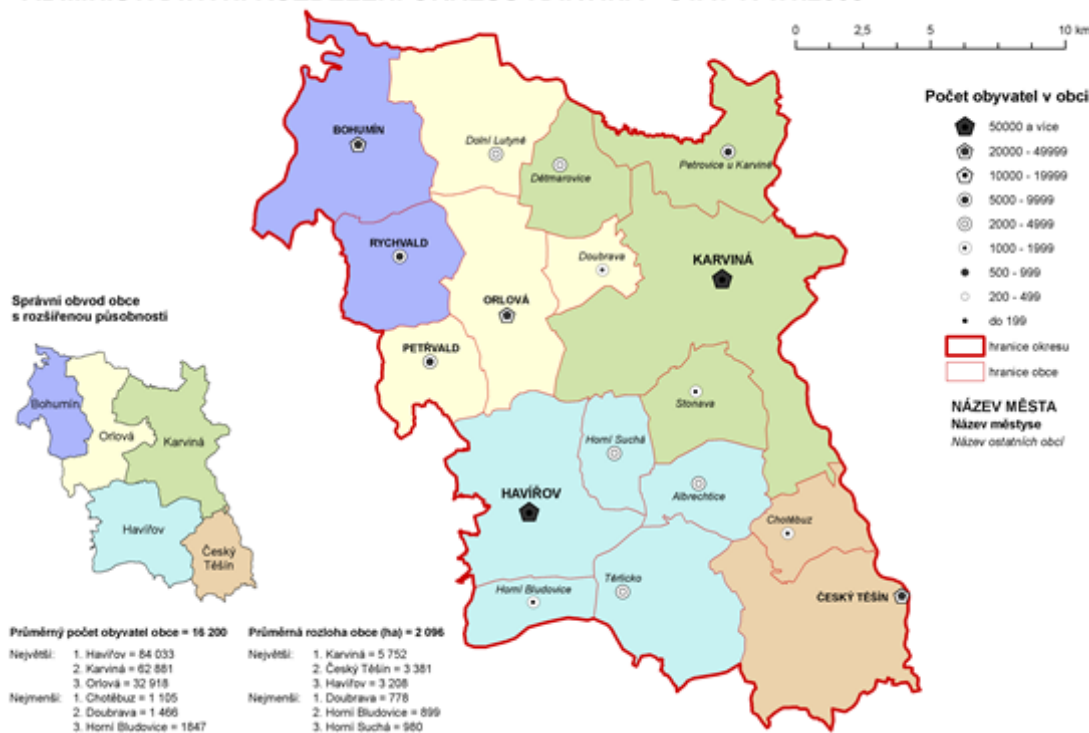 0 2,5 5 10 km
Počet obyvatel v obci
50000 a více
20000 - 49999
10000 - 19999
5000 - 9999
2000 - 4999
1000 - 1999
500 - 999
200 - 499
do 199
hranice okresu
hranice obce
NÁZEV MĚSTA
Název městyse
Název ostatních obcí
BOHUMÍN
Dolní Lutyně
Dětmarovice
Petrovice u Karviné
RYCHVALD
Doubrava
KARVINÁ
ORLOVÁ
PETŘVALD
Stonava
Horní Suchá
HAVÍŘOV
Albrechtice
Chotěbuz
Horní Bludovice
Těrlicko
ČESKÝ TĚŠÍN
Správní obvod obce
s rozšířenou působností
Bohumín
Orlová
Karviná
Havířov
Český
Těšín
Průměrný počet obyvatel obce = 16 200
Největší: 1. Havířov = 84 033
2. Karviná = 62 881
3. Orlová = 32 918
Nejmenší: 1. Chotěbuz = 1 105
2. Doubrava = 1 466
3. Horní Bludovice = 1847
Průměrná rozloha obce (ha) = 2 096
Největší: 1. Karviná = 5 752
2. Český Těšín = 3 381
3. Havířov = 3 208
Nejmenší: 1. Doubrava = 778
2. Horní Bludovice = 899
3. Horní Suchá = 980